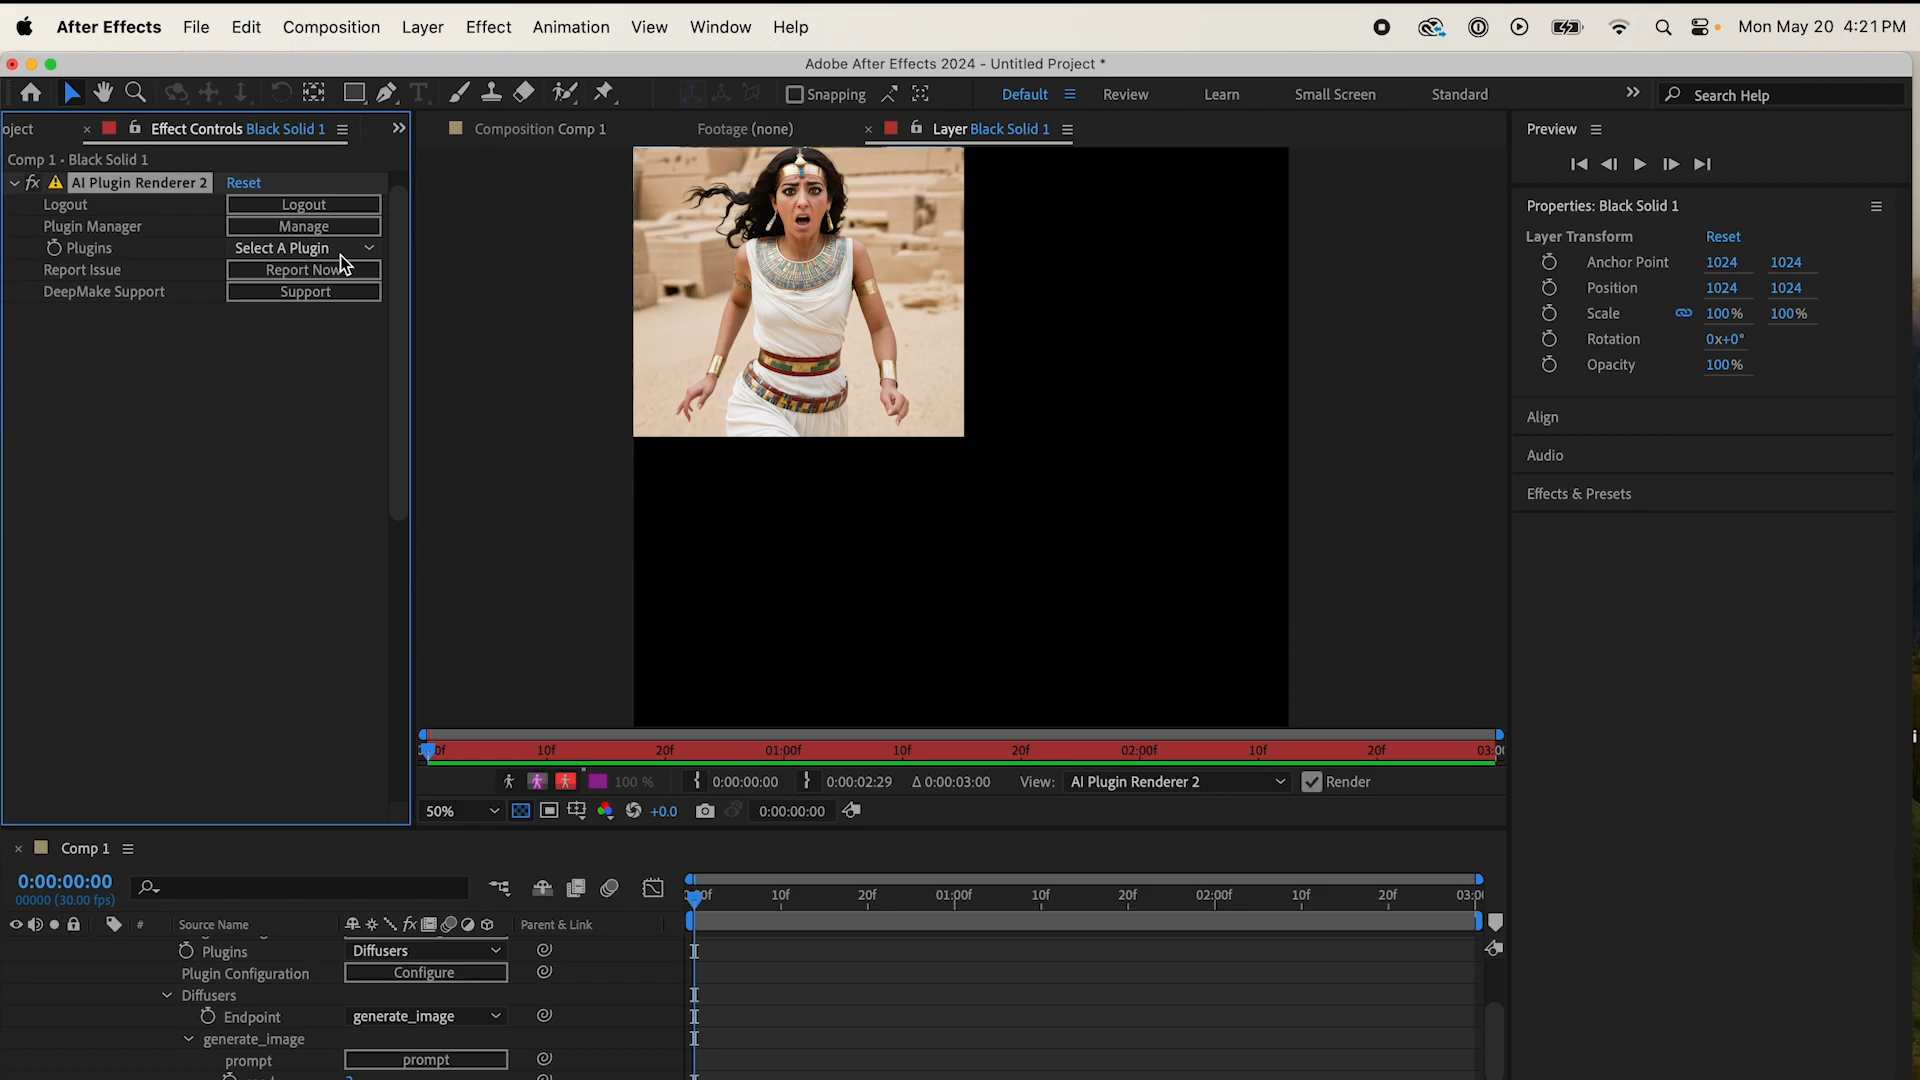 After Effects File Edit Composition Layer Effect Animation View Window Help Mon May 20 4:21 PM
Adobe After Effects 2024 - Untitled Project *
Snapping Default Review Learn Small Screen Standard Search Help
oject Effect Controls Black Solid 1 Composition Comp 1 Footage (none) Layer Black Solid 1 Preview
Comp 1 • Black Solid 1
fx AI Plugin Renderer 2 Reset
Logout Logout
Plugin Manager Manage
Plugins Select A Plugin
Report Issue Report Now
DeepMake Support Support
Properties: Black Solid 1
Layer Transform Reset
Anchor Point 1024 1024
Position 1024 1024
Scale 100% 100%
Rotation 0x+0°
Opacity 100%
Align
Audio
Effects & Presets
10f 20f 01:00f 10f 20f 02:00f 10f 20f
100 % 0:00:00:00 0:00:02:29 Δ 0:00:03:00 View: AI Plugin Renderer 2 Render
50% +0.0 0:00:00:00
Comp 1
0:00:00:00
00000 (30.00 fps)
10f 20f 01:00f 10f 20f 02:00f 10f 20f
# Source Name fx Parent & Link
Plugins Diffusers
Plugin Configuration Configure
Diffusers
Endpoint generate_image
generate_image
prompt prompt